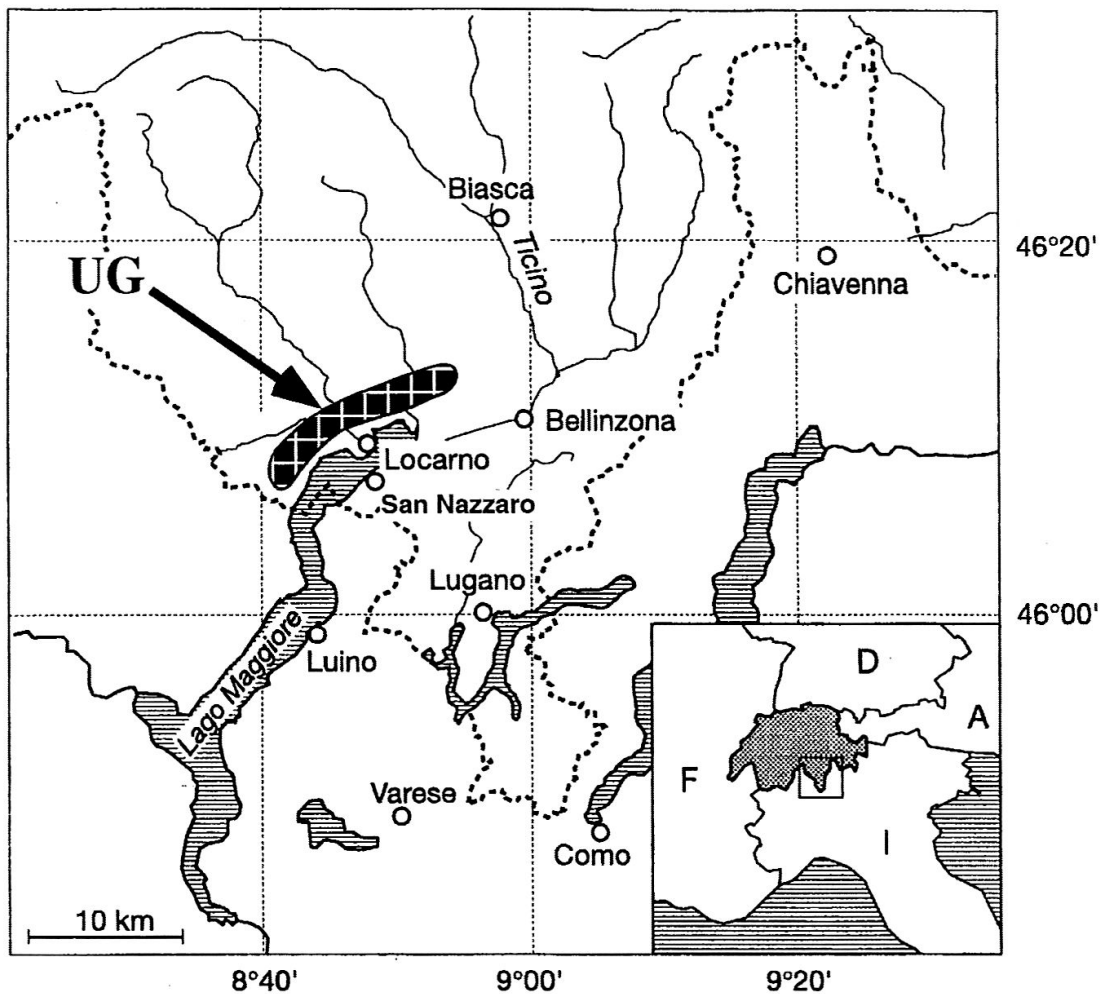 Biasca
Ticino
46°20'
UG
Chiavenna
Bellinzona
Locarno
San Nazzaro
Lugano
46°00'
Luino
Lago Maggiore
D
A
F
Varese
I
Como
10 km
8°40'
9°00'
9°20'